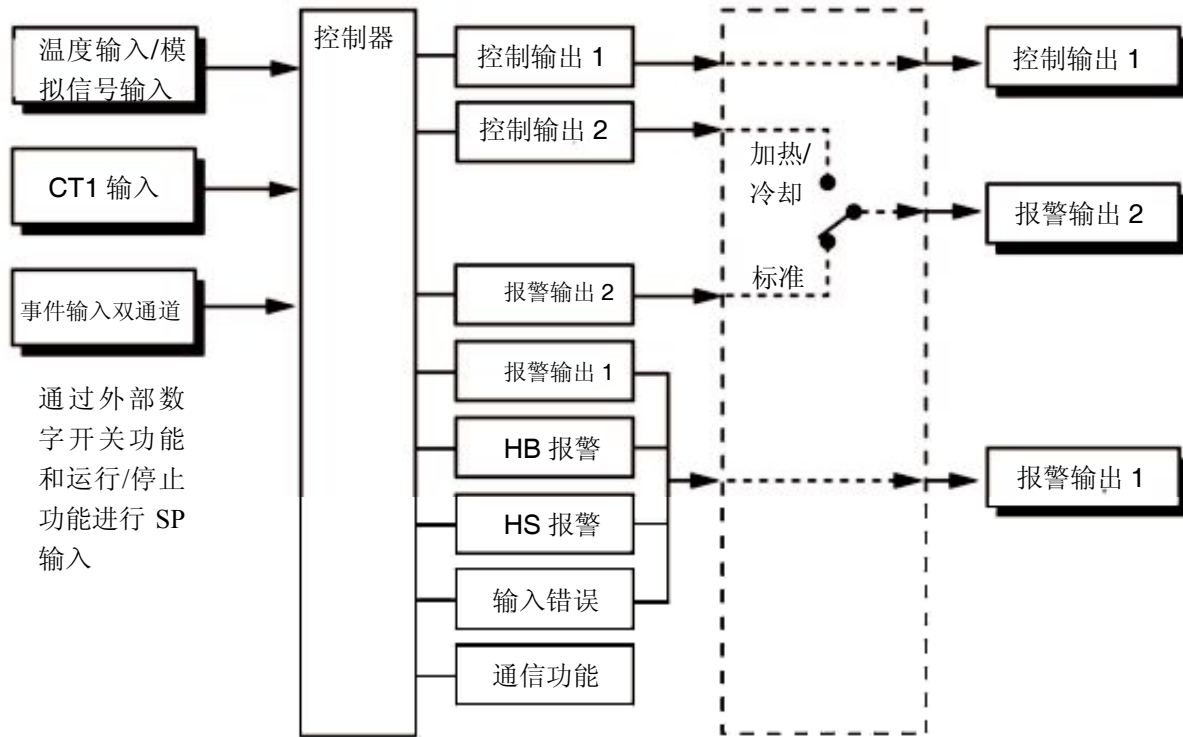 温度输入/模
拟信号输入
CT1 输入
事件输入双通道
通过外部数
字开关功能
和运行/停止
功能进行 SP
输入
控制器
控制输出 1
控制输出 2
报警输出 2
报警输出 1
HB 报警
HS 报警
输入错误
通信功能
加热/
冷却
标准
控制输出 1
报警输出 2
报警输出 1